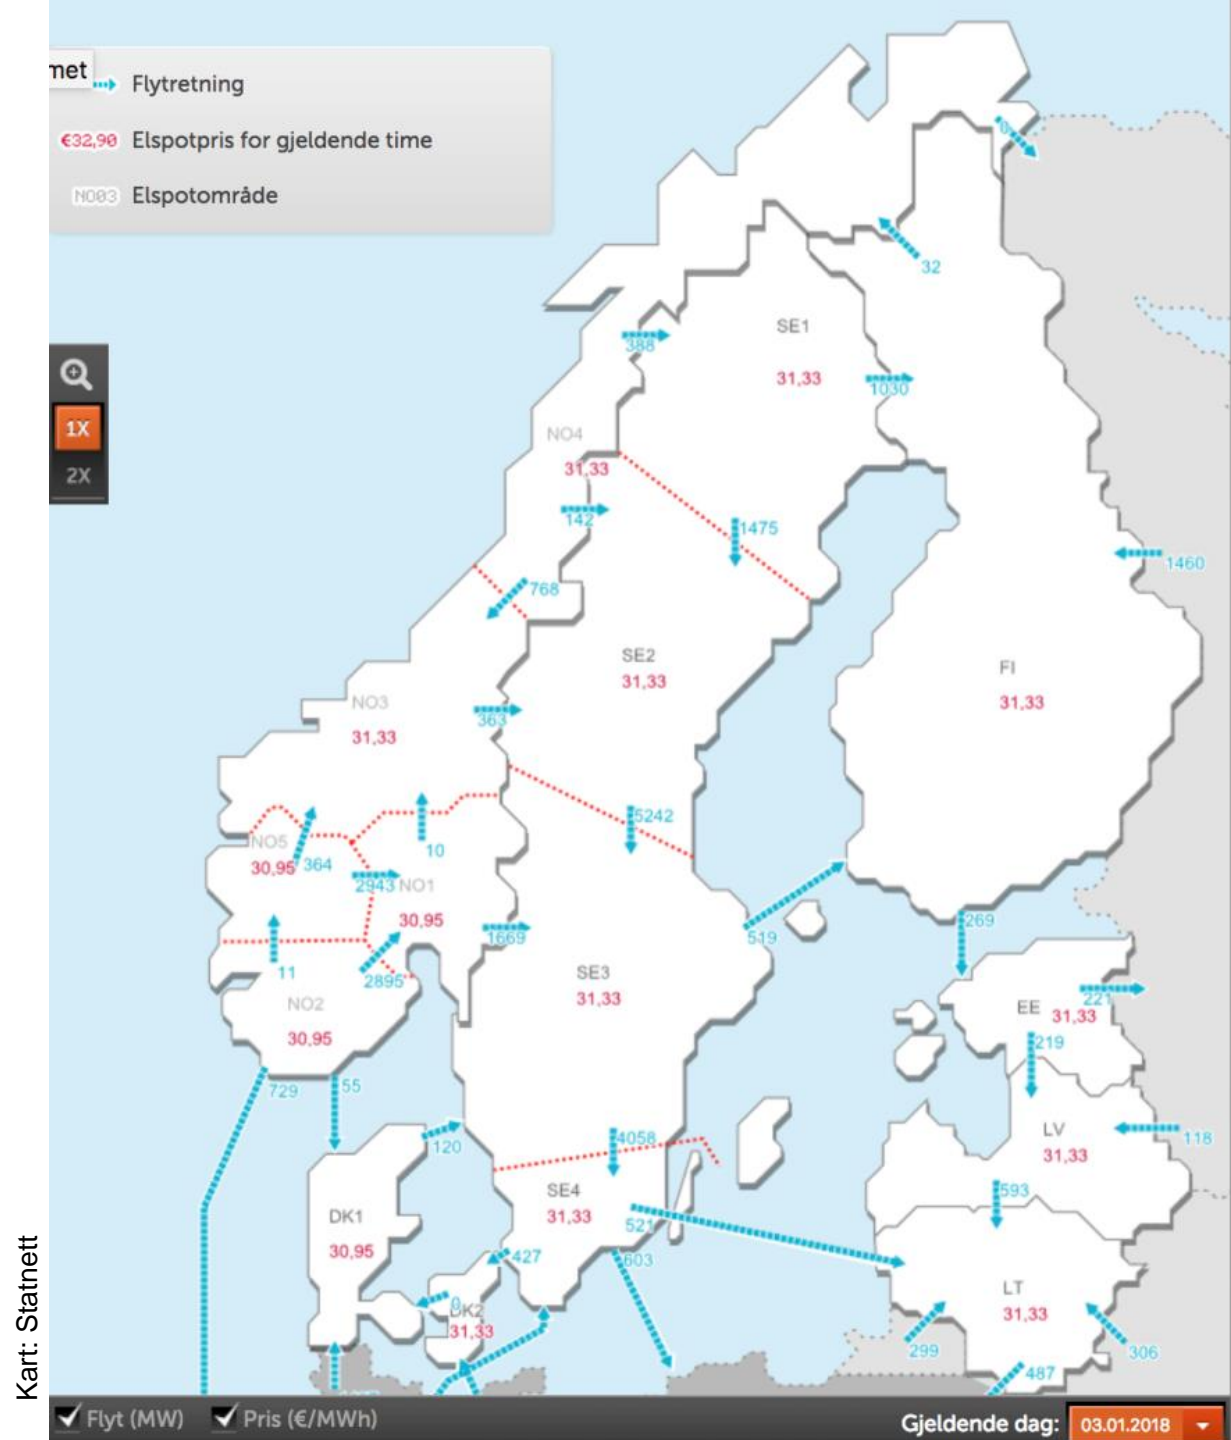 met
Flytretning
€32,90 Elspotpris for gjeldende time
NO03 Elspotområde
0
32
SE1
388
31,33
1030
1X
NO4
31,33
2X
142
1475
1460
768
SE2
31,33
FI
31,33
NO3
363
31,33
5242
NO5
10
30,95
364
2943
NO1
30,95
269
1669
519
11
2895
SE3
31,33
NO2
30,95
EE
221
31,33
219
729
55
120
4058
LV
31,33
118
SE4
31,33
593
DK1
30,95
521
427
603
0
DK2
31,33
LT
31,33
299
306
487
Kart: Statnett
Flyt (MW)
Pris (€/MWh)
Gjeldende dag:
03.01.2018